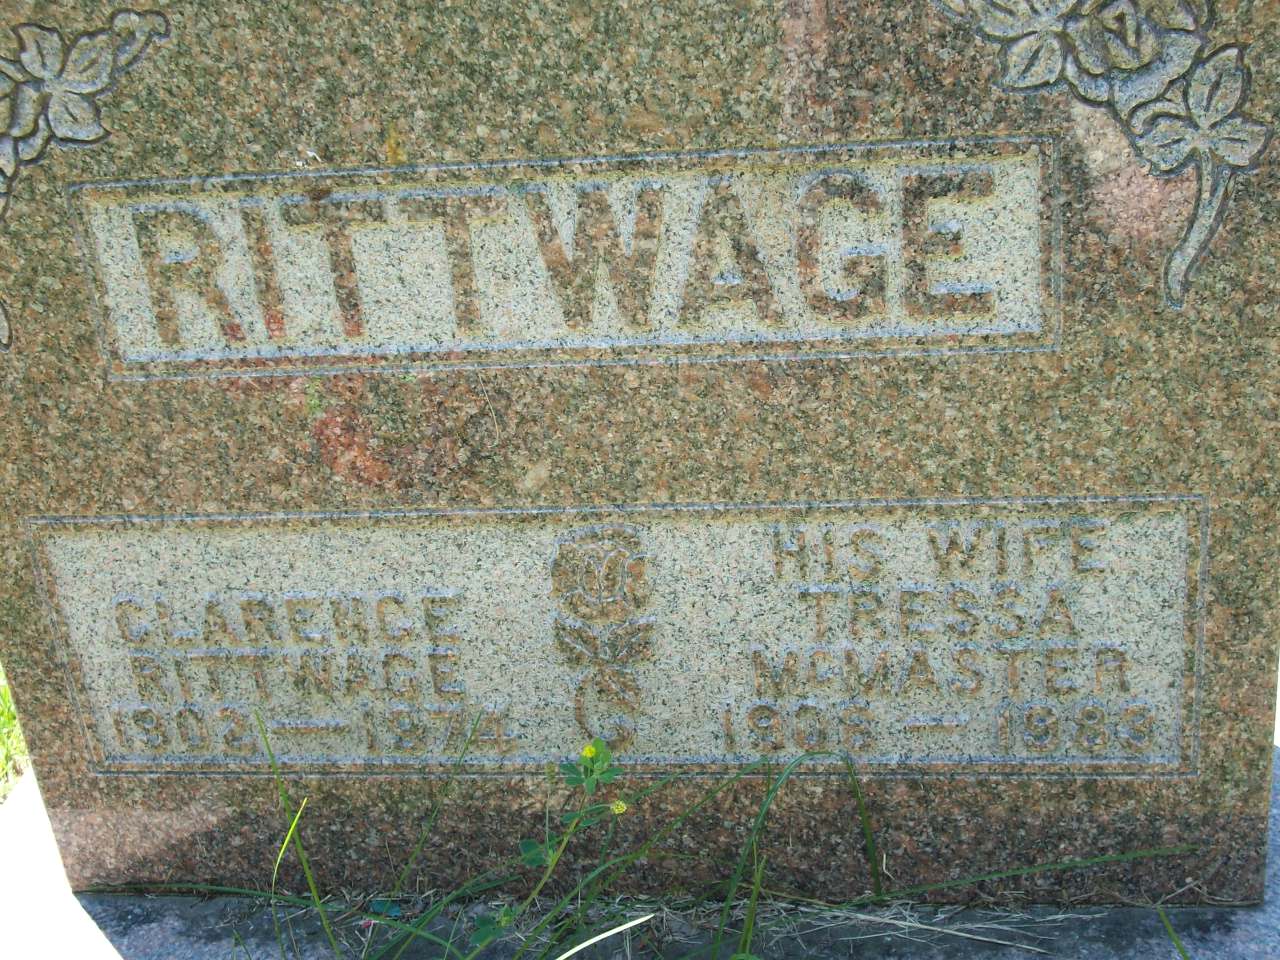 RITTWAGE
CLARENCE
RITTWAGE
1902 — 1974
HIS WIFE
TRESSA
MCMASTER
1906 — 1983